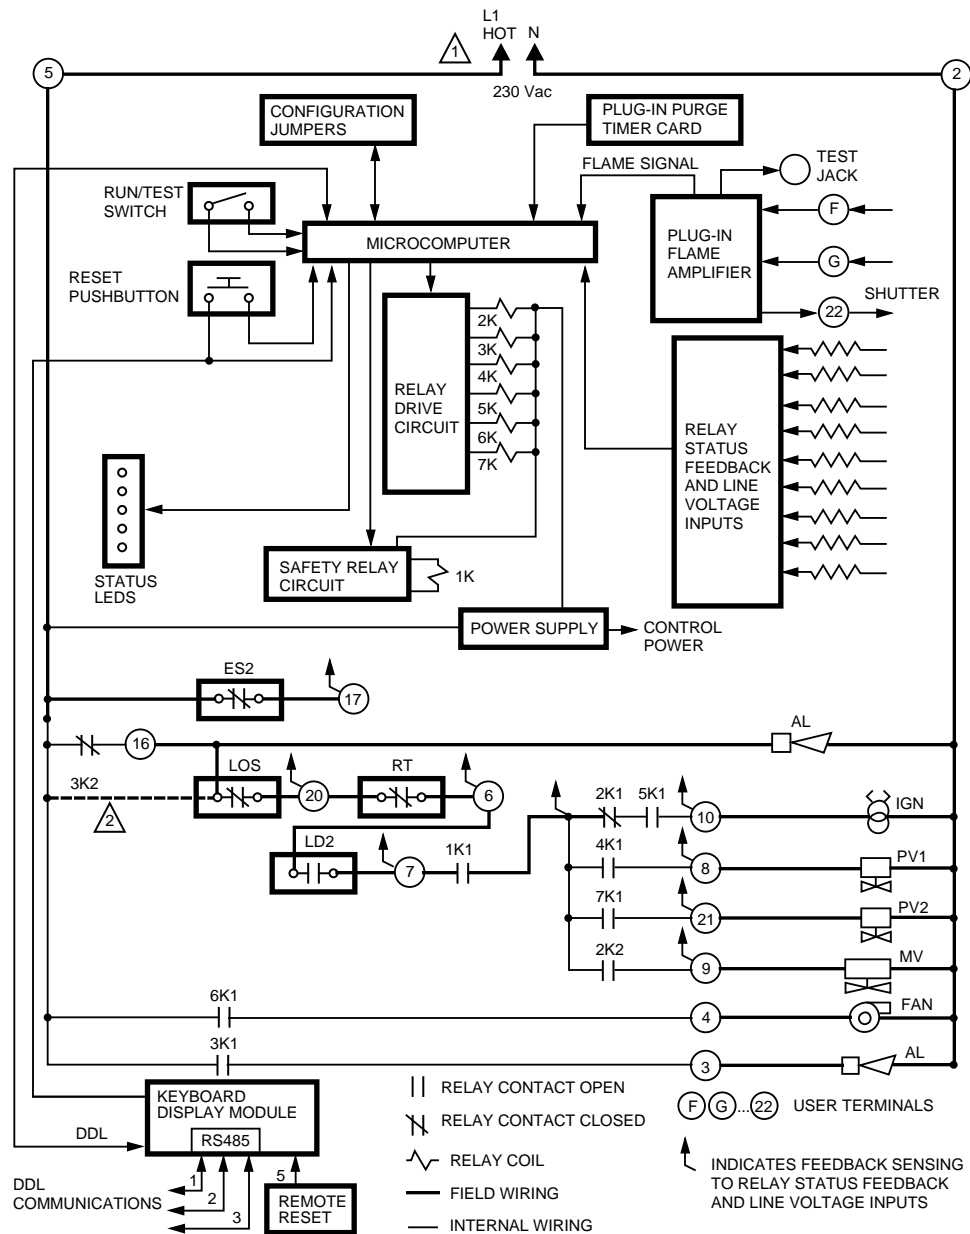 L1
HOT N
1
5
2
230 Vac
CONFIGURATION
JUMPERS
PLUG-IN PURGE
TIMER CARD
FLAME SIGNAL
TEST
JACK
RUN/TEST
SWITCH
MICROCOMPUTER
PLUG-IN
FLAME
AMPLIFIER
F
G
22
SHUTTER
RESET
PUSHBUTTON
RELAY
DRIVE
CIRCUIT
2K
3K
4K
5K
6K
7K
RELAY
STATUS
FEEDBACK
AND LINE
VOLTAGE
INPUTS
STATUS
LEDS
SAFETY RELAY
CIRCUIT
1K
POWER SUPPLY
CONTROL
POWER
ES2
17
16
AL
3K2
2
LOS
20
RT
6
LD2
7
1K1
2K1
5K1
10
IGN
4K1
8
PV1
7K1
21
PV2
2K2
9
MV
6K1
4
FAN
3K1
3
AL
KEYBOARD
DISPLAY MODULE
RS485
DDL
DDL
COMMUNICATIONS
1
2
3
5
REMOTE
RESET
RELAY CONTACT OPEN
RELAY CONTACT CLOSED
RELAY COIL
FIELD WIRING
INTERNAL WIRING
F G ... 22 USER TERMINALS
INDICATES FEEDBACK SENSING
TO RELAY STATUS FEEDBACK
AND LINE VOLTAGE INPUTS